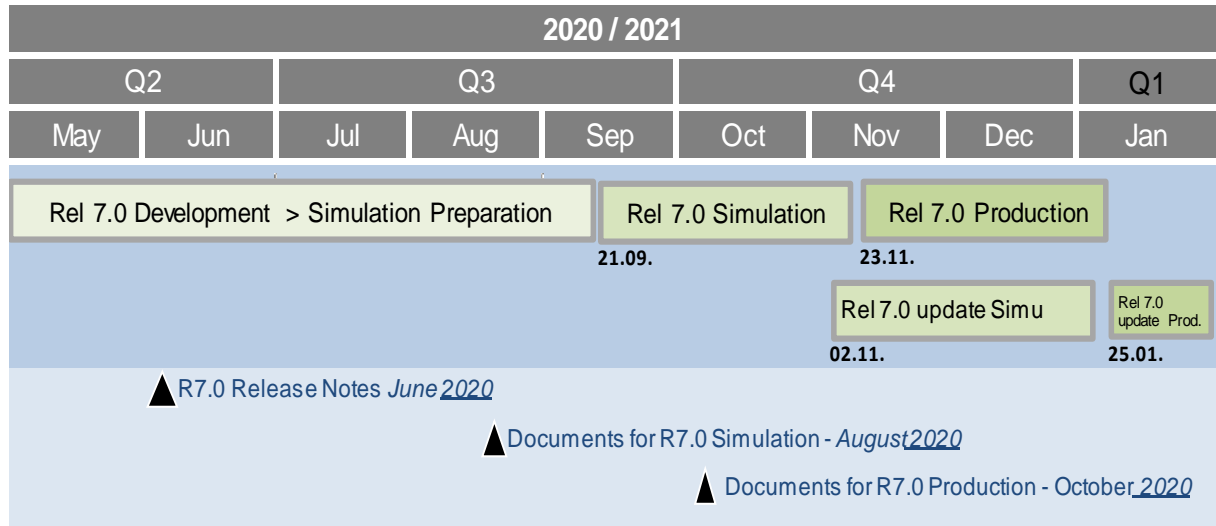 2020 / 2021
Q2 Q3 Q4 Q1
May Jun Jul Aug Sep Oct Nov Dec Jan
Rel 7.0 Development > Simulation Preparation
Rel 7.0 Simulation
Rel 7.0 Production
21.09.
23.11.
Rel 7.0 update Simu
Rel 7.0
update Prod.
02.11.
25.01.
R7.0 Release Notes June 2020
Documents for R7.0 Simulation - August 2020
Documents for R7.0 Production - October 2020